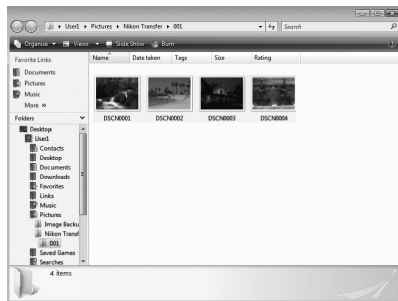 User1 ▸ Pictures ▸ Nikon Transfer ▸ 001
Search
Organize Views Slide Show Burn
Favorite Links
Documents
Pictures
Music
More »
Folders
Desktop
User1
Contacts
Desktop
Documents
Downloads
Favorites
Links
Music
Pictures
Image Backu
Nikon Transf
001
Saved Games
Searches
Name Date taken Tags Size Rating
DSCN0001 DSCN0002 DSCN0003 DSCN0004
4 items